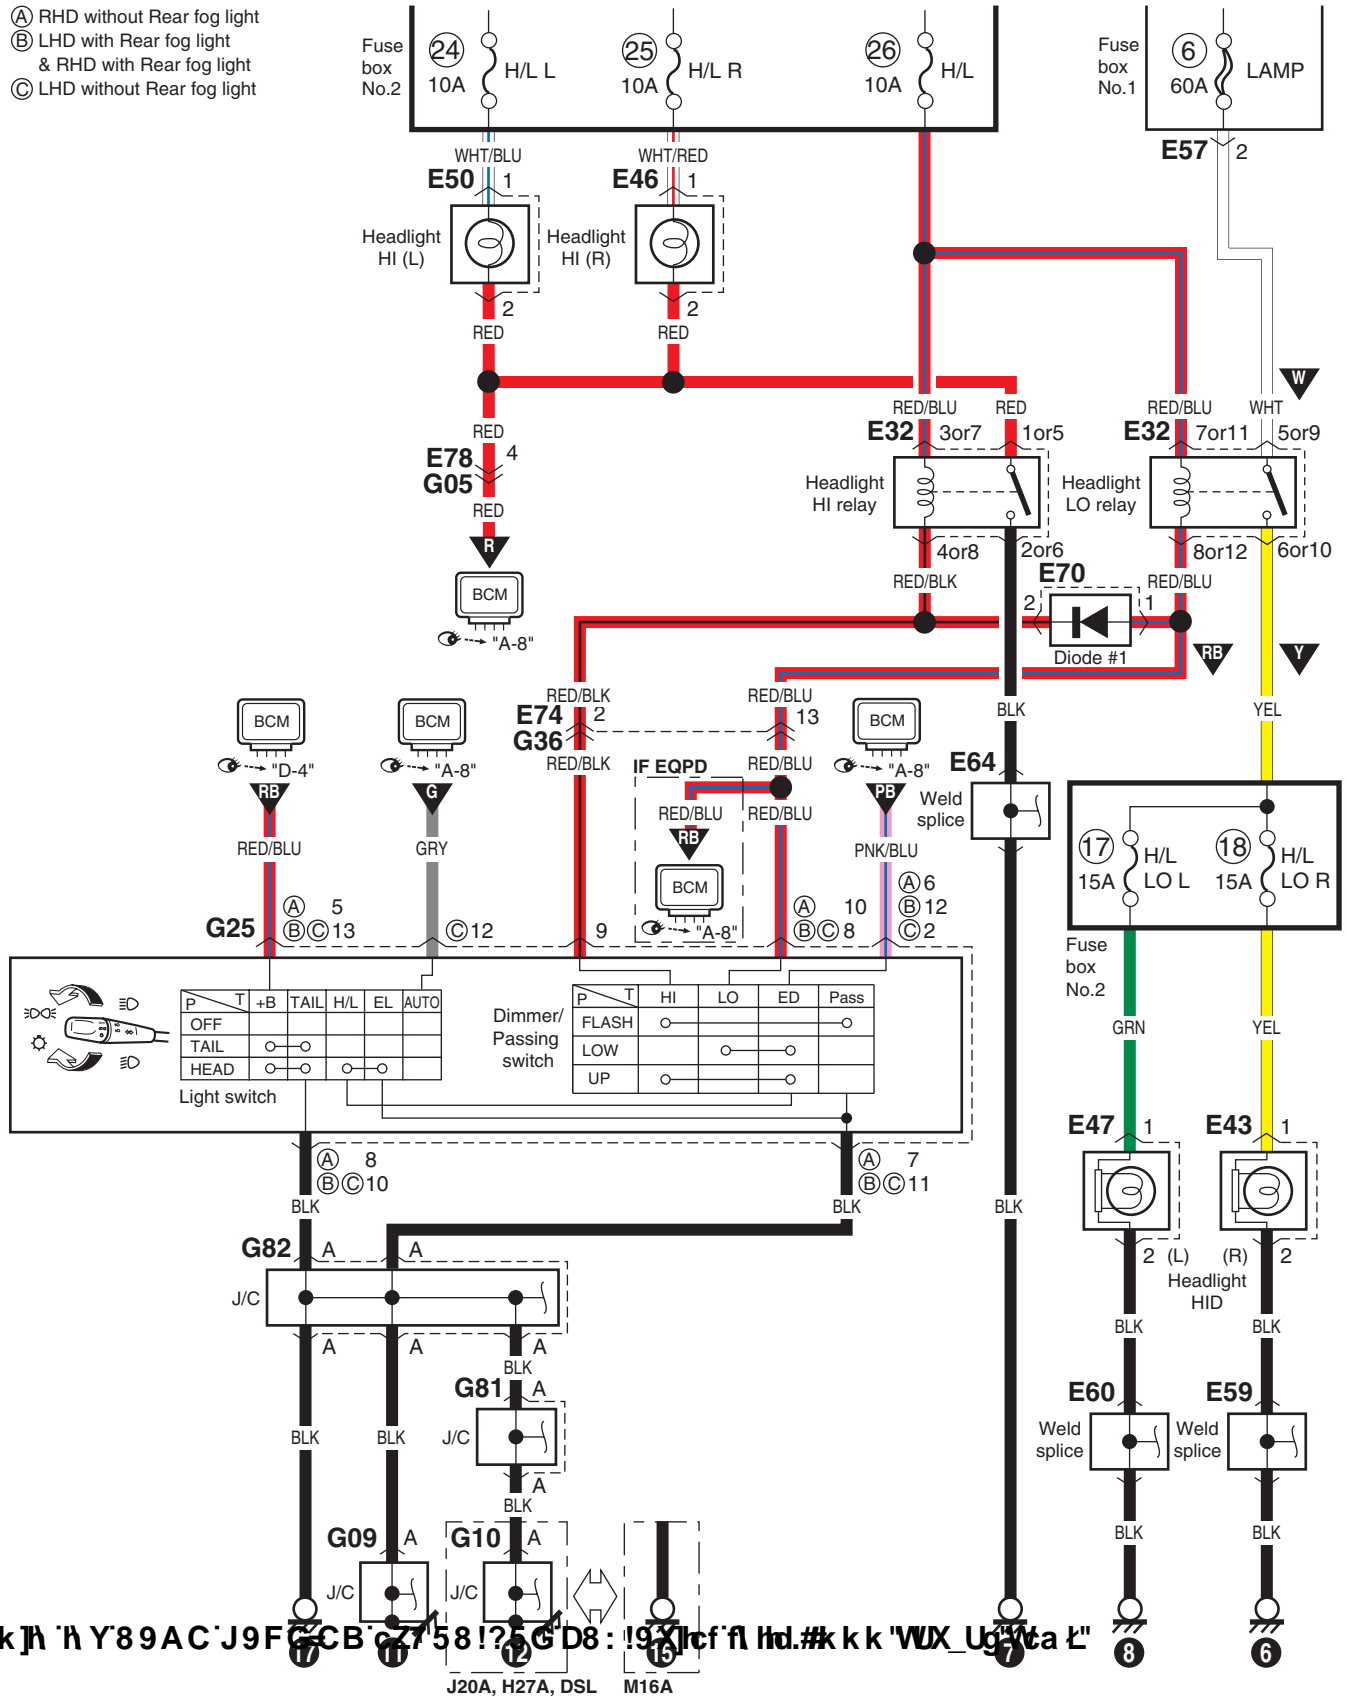 Ⓐ RHD without Rear fog light
Ⓑ LHD with Rear fog light
& RHD with Rear fog light
Ⓒ LHD without Rear fog light
Fuse box No.2
24 10A H/L L
25 10A H/L R
26 10A H/L
Fuse box No.1
6 60A LAMP
E57 2
WHT/BLU
WHT/RED
E50 1
E46 1
Headlight HI (L)
Headlight HI (R)
2
2
RED
RED
RED/BLU
RED
RED/BLU
WHT
W
RED
E78 4
G05
RED
R
BCM
"A-8"
E32 3or7 1or5
E32 7or11 5or9
Headlight HI relay
Headlight LO relay
4or8 2or6
8or12 6or10
RED/BLK
E70
RED/BLU
2 1
Diode #1
RB
Y
BCM
"D-4"
RB
BCM
"A-8"
G
RED/BLK
E74 2
G36
RED/BLK
RED/BLU
13
BCM
"A-8"
PB
BLK
YEL
IF EQPD
RED/BLU
RED/BLU
RED/BLU
RB
BCM
"A-8"
E64
Weld splice
RED/BLU
GRY
PNK/BLU
17 15A H/L LO L
18 15A H/L LO R
Fuse box No.2
G25
Ⓐ 5
ⒷⒸ 13
Ⓒ 12
9
Ⓐ 10
ⒷⒸ 8
Ⓐ 6
Ⓑ 12
Ⓒ 2
P T +B TAIL H/L EL AUTO
OFF
TAIL
HEAD
Light switch
Dimmer/ Passing switch
P T HI LO ED Pass
FLASH
LOW
UP
GRN
YEL
E47 1
E43 1
Ⓐ 8
ⒷⒸ 10
BLK
Ⓐ 7
ⒷⒸ 11
BLK
BLK
2 (L)
(R) 2
Headlight HID
G82 A A
J/C
A A A
BLK
G81 A
J/C
A
BLK
BLK
BLK
BLK
BLK
E60
E59
Weld splice
Weld splice
BLK
BLK
G09 A
J/C
G10 A
J/C
17
11
12
15
7
8
6
J20A, H27A, DSL
M16A